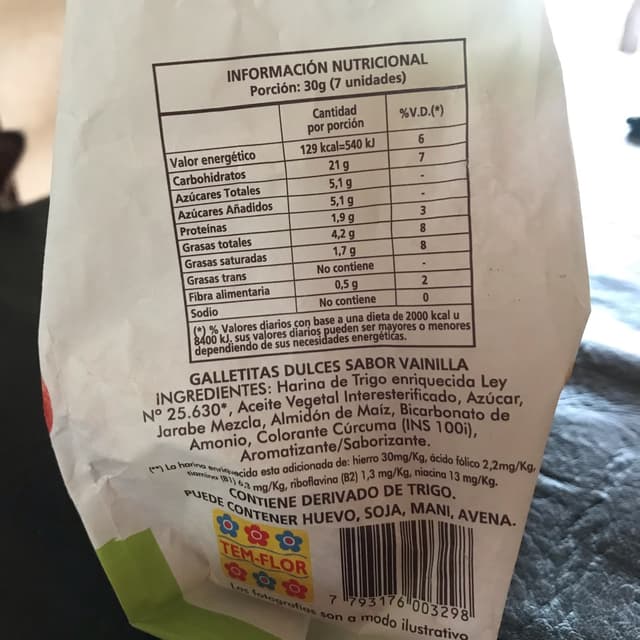 INFORMACIÓN NUTRICIONAL
Porción: 30g (7 unidades)
Cantidad por porción %V.D.(*)
Valor energético 129 kcal=540 kJ 6
Carbohidratos 21 g 7
Azúcares Totales 5,1 g -
Azúcares Añadidos 5,1 g -
Proteínas 1,9 g 3
Grasas totales 4,2 g 8
Grasas saturadas 1,7 g 8
Grasas trans No contiene -
Fibra alimentaria 0,5 g 2
Sodio No contiene 0
(*) % Valores diarios con base a una dieta de 2000 kcal u
8400 kJ. sus valores diarios pueden ser mayores o menores
dependiendo de sus necesidades energéticas.
GALLETITAS DULCES SABOR VAINILLA
INGREDIENTES: Harina de Trigo enriquecida Ley
Nº 25.630*, Aceite Vegetal Interesterificado, Azúcar,
Jarabe Mezcla, Almidón de Maíz, Bicarbonato de
Amonio, Colorante Cúrcuma (INS 100i),
Aromatizante/Saborizante.
(**) La harina enriquecida esta adicionada de: hierro 30mg/Kg, ácido fólico 2,2mg/Kg,
tiamina (B1) 6,3 mg/Kg, riboflavina (B2) 1,3 mg/Kg, niacina 13 mg/Kg.
CONTIENE DERIVADO DE TRIGO.
PUEDE CONTENER HUEVO, SOJA, MANI, AVENA.
TEM-FLOR
7 793176 003298
Las fotografías son a modo ilustrativo